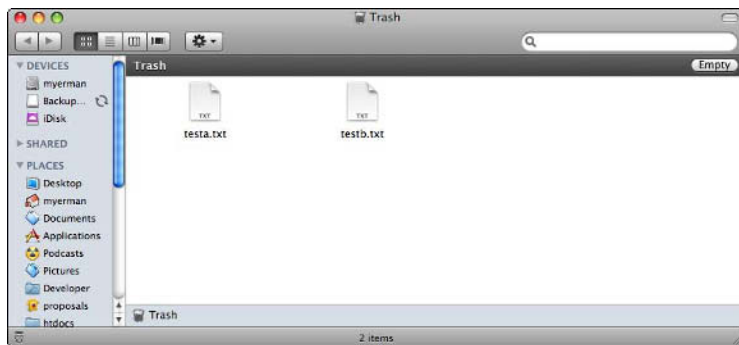 Trash
DEVICES
Trash
Empty
myerman
Backup...
iDisk
TXT
TXT
testa.txt
testb.txt
SHARED
PLACES
Desktop
myerman
Documents
Applications
Podcasts
Pictures
Developer
proposals
htdocs
Trash
2 items